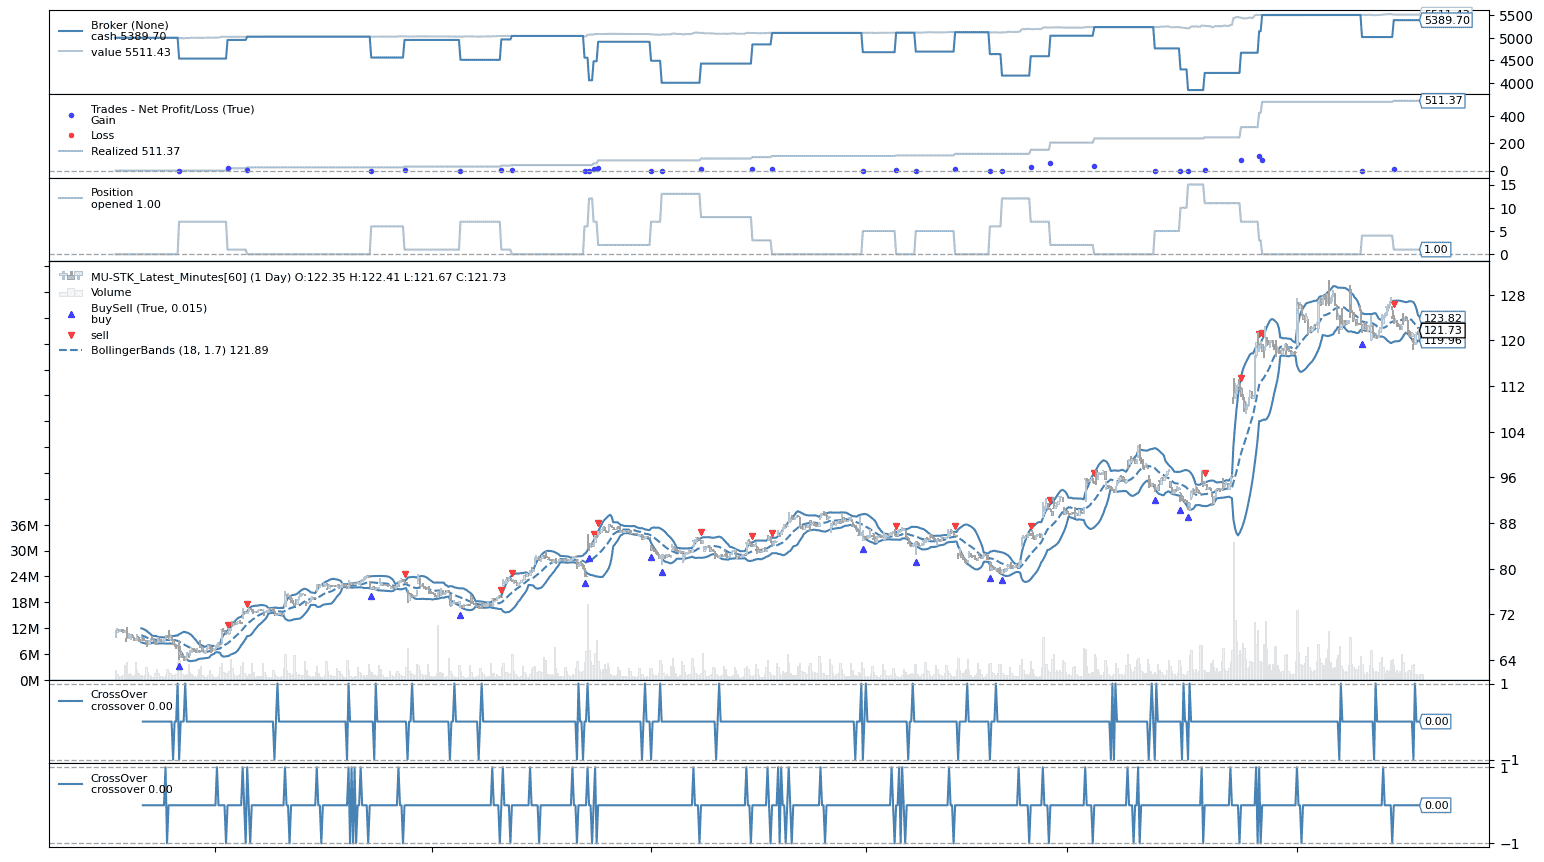 Broker (None)
cash 5389.70
value 5511.43
5511.43
5389.70
5500
5000
4500
4000
Trades - Net Profit/Loss (True)
Gain
Loss
Realized 511.37
511.37
400
200
0
Position
opened 1.00
15
10
5
1.00
0
MU-STK_Latest_Minutes[60] (1 Day) O:122.35 H:122.41 L:121.67 C:121.73
Volume
BuySell (True, 0.015)
buy
sell
BollingerBands (18, 1.7) 121.89
128
123.82
121.73
119.96
120
112
104
96
88
80
72
64
36M
30M
24M
18M
12M
6M
0M
CrossOver
crossover 0.00
1
0.00
−1
CrossOver
crossover 0.00
1
0.00
−1